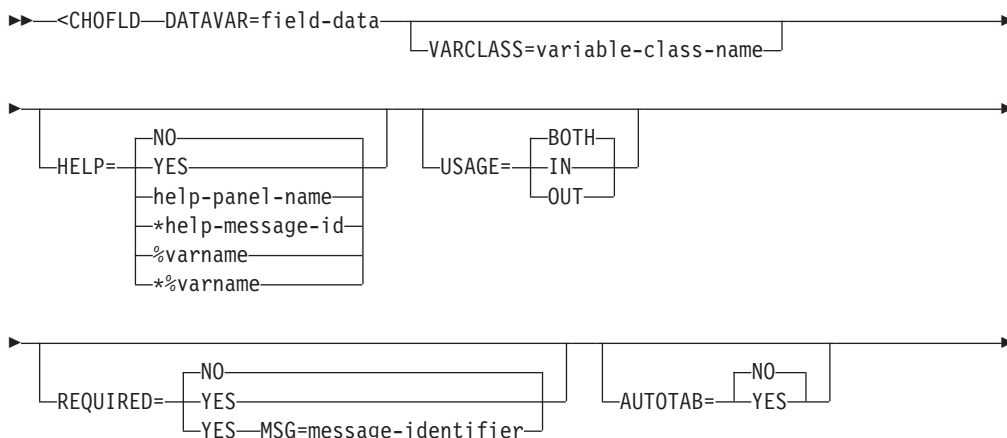 <CHOFLD DATAVAR=field-data
VARCLASS=variable-class-name
HELP=
NO
YES
help-panel-name
*help-message-id
%varname
*%varname
USAGE=
BOTH
IN
OUT
REQUIRED=
NO
YES
YES MSG=message-identifier
AUTOTAB=
NO
YES